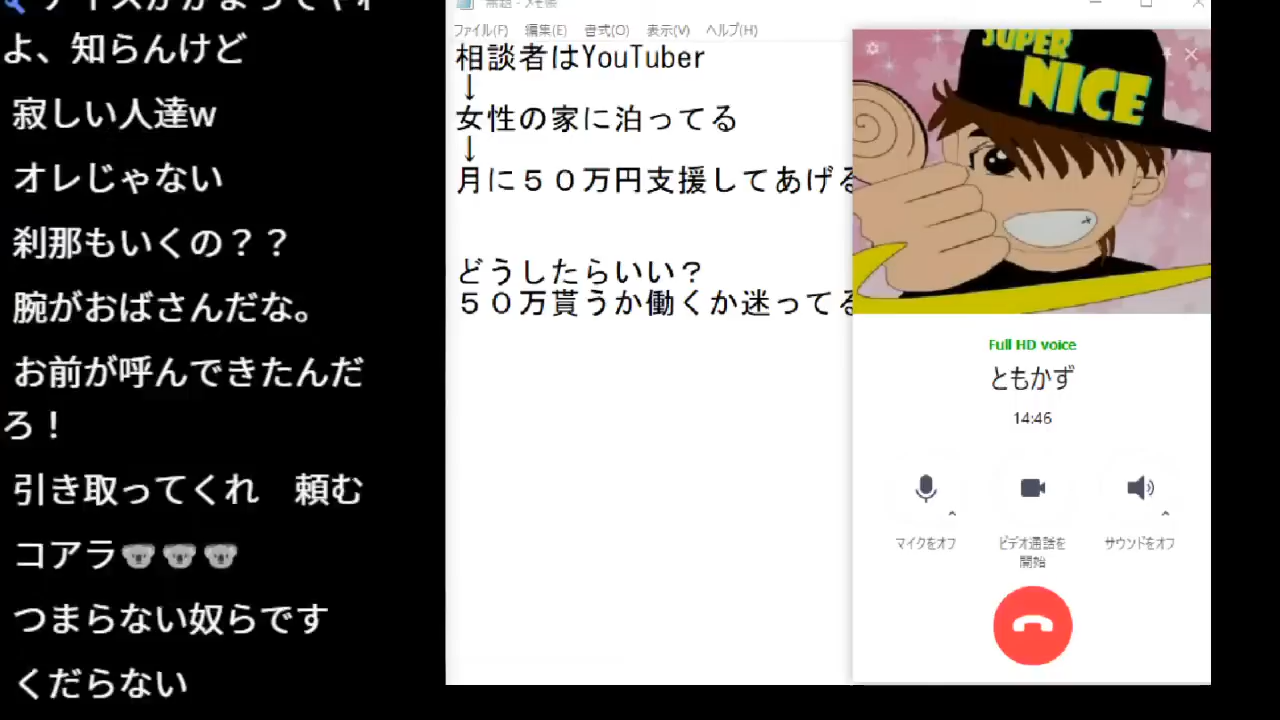 よ、知らんけど
寂しい人達w
オレじゃない
刹那もいくの？？
腕がおばさんだな。
お前が呼んできたんだ
ろ！
引き取ってくれ　頼む
コアラ🐨🐨🐨
つまらない奴らです
くだらない
無題 - メモ帳
ファイル(F) 編集(E) 書式(O) 表示(V) ヘルプ(H)
相談者はYouTuber
↓
女性の家に泊ってる
↓
月に５０万円支援してあげる
どうしたらいい？
５０万貰うか働くか迷ってる
SUPER
NICE
Full HD voice
ともかず
14:46
マイクをオフ
ビデオ通話を
開始
サウンドをオフ